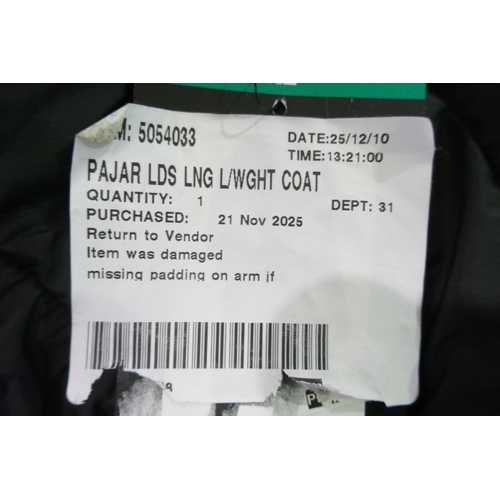 M: 5054033 DATE:25/12/10
TIME:13:21:00
PAJAR LDS LNG L/WGHT COAT
QUANTITY: 1 DEPT: 31
PURCHASED: 21 Nov 2025
Return to Vendor
Item was damaged
missing padding on arm jf